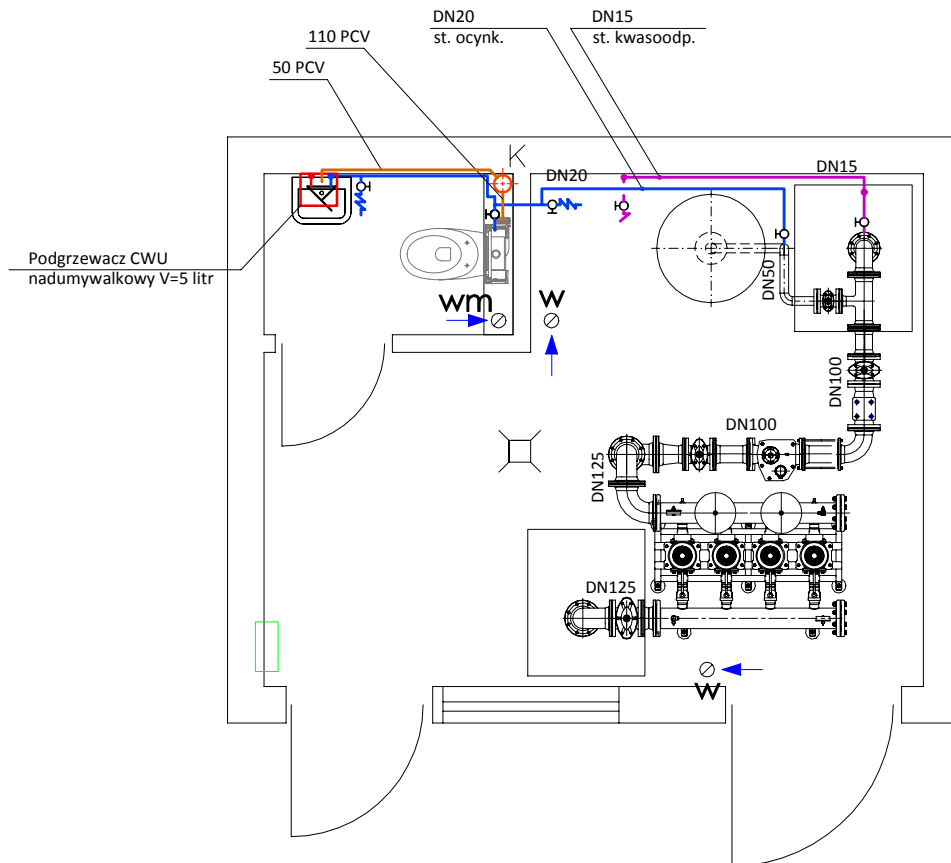 DN20
st. ocynk.
DN15
st. kwasoodp.
110 PCV
50 PCV
K
DN20
DN15
Podgrzewacz CWU
nadumywalkowy V=5 litr
DN50
wm
w
DN100
DN100
DN125
DN125
w